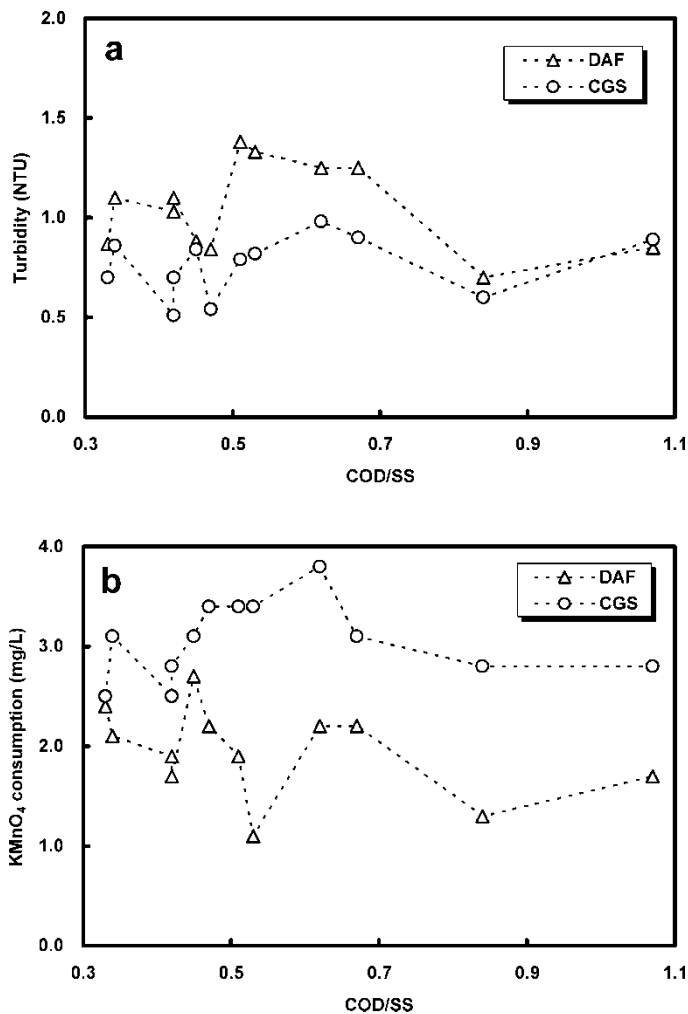 a
DAF
CGS
2.0
1.5
1.0
0.5
0.0
Turbidity (NTU)
0.3 0.5 0.7 0.9 1.1
COD/SS
b
DAF
CGS
4.0
3.0
2.0
1.0
0.0
KMnO₄ consumption (mg/L)
0.3 0.5 0.7 0.9 1.1
COD/SS